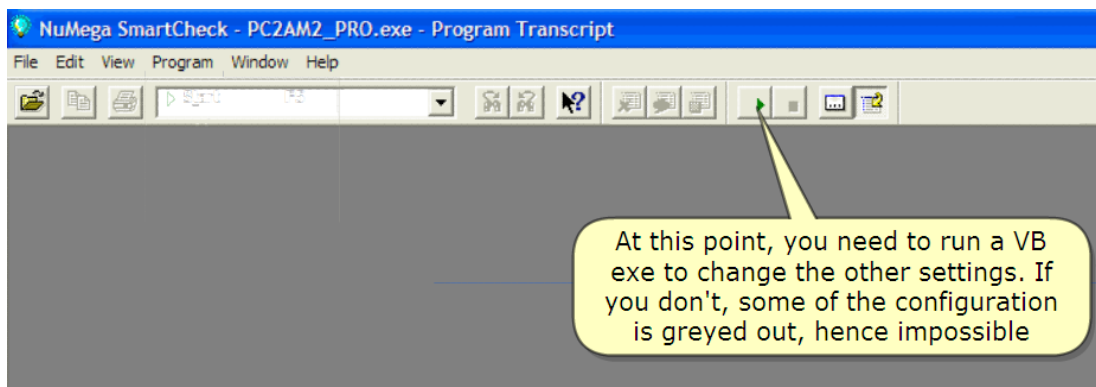 NuMega SmartCheck - PC2AM2_PRO.exe - Program Transcript
File Edit View Program Window Help
At this point, you need to run a VB
exe to change the other settings. If
you don't, some of the configuration
is greyed out, hence impossible